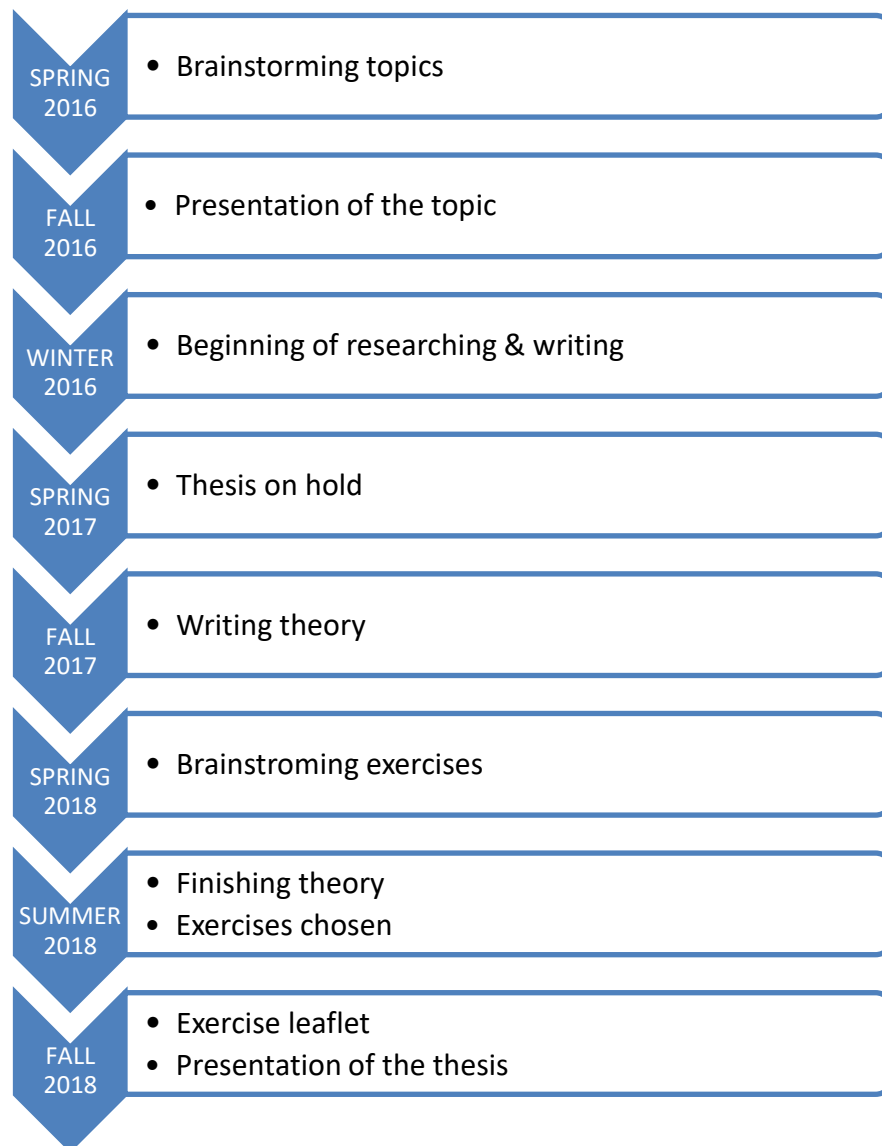 SPRING
2016
• Brainstorming topics
FALL
2016
• Presentation of the topic
WINTER
2016
• Beginning of researching & writing
SPRING
2017
• Thesis on hold
FALL
2017
• Writing theory
SPRING
2018
• Brainstroming exercises
SUMMER
2018
• Finishing theory
• Exercises chosen
FALL
2018
• Exercise leaflet
• Presentation of the thesis